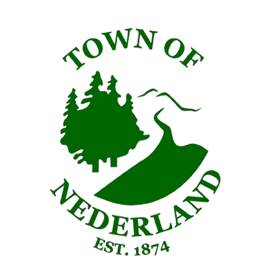 TOWN OF
NEDERLAND
EST. 1874